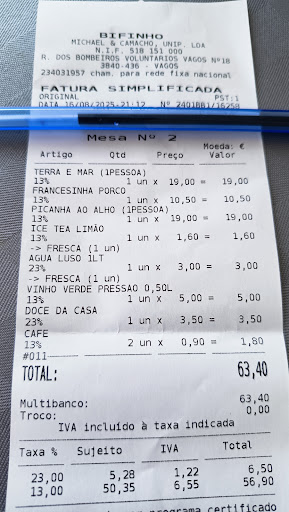 BIFINHO
MICHAEL & CAMACHO, UNIP. LDA
N.I.F. 518 151 000
R. DOS BOMBEIROS VOLUNTARIOS VAGOS Nº18
3840-436 - VAGOS
234031957 cham. para rede fixa nacional
FATURA SIMPLIFICADA
ORIGINAL PST:1
DATA 16/08/2025-21:12 Nº 2401BB1/16258
Mesa Nº 2
Moeda: €
Artigo Qtd Preço Valor
TERRA E MAR (1PESSOA)
13% 1 un x 19,00 = 19,00
FRANCESINHA PORCO
13% 1 un x 10,50 = 10,50
PICANHA AO ALHO (1PESSOA)
13% 1 un x 19,00 = 19,00
ICE TEA LIMÃO
13% 1 un x 1,60 = 1,60
-> FRESCA (1 un)
AGUA LUSO 1LT
23% 1 un x 3,00 = 3,00
-> FRESCA (1 un)
VINHO VERDE PRESSAO 0,50L
13% 1 un x 5,00 = 5,00
DOCE DA CASA
23% 1 un x 3,50 = 3,50
CAFE
13% 2 un x 0,90 = 1,80
#011
TOTAL: 63,40
Multibanco: 63,40
Troco: 0,00
IVA incluído à taxa indicada
Taxa % Sujeito IVA Total
23,00 5,28 1,22 6,50
13,00 50,35 6,55 56,90
programa certificado